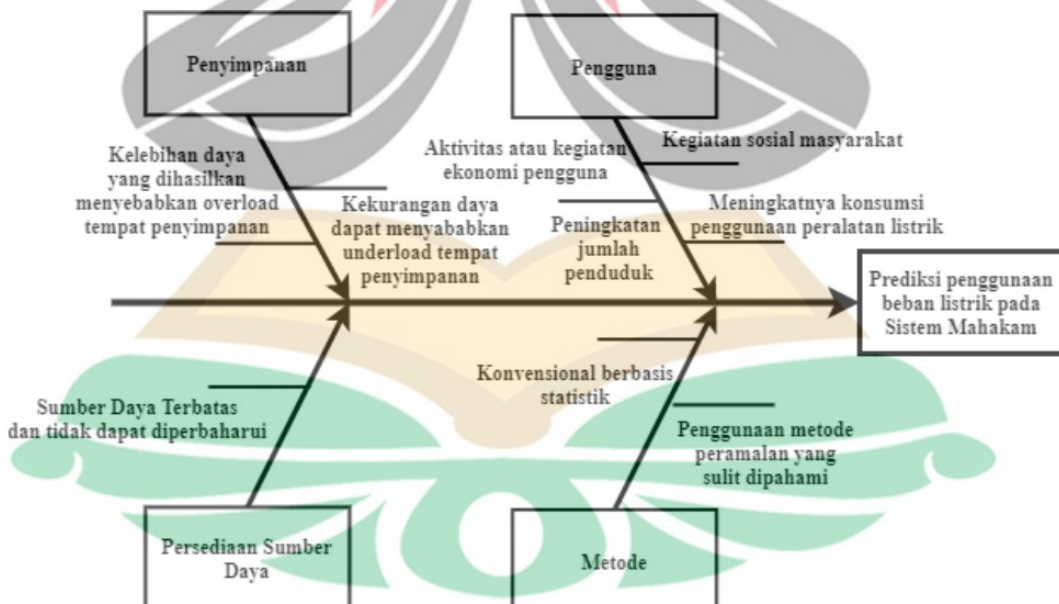 Penyimpanan
Pengguna
Kelebihan daya
yang dihasilkan
menyebabkan overload
tempat penyimpanan
Kekurangan daya
dapat menyababkan
underload tempat
penyimpanan
Aktivitas atau kegiatan
ekonomi pengguna
Kegiatan sosial masyarakat
Peningkatan
jumlah
penduduk
Meningkatnya konsumsi
penggunaan peralatan listrik
Prediksi penggunaan
beban listrik pada
Sistem Mahakam
Sumber Daya Terbatas
dan tidak dapat diperbaharui
Konvensional berbasis
statistik
Penggunaan metode
peramalan yang
sulit dipahami
Persediaan Sumber
Daya
Metode